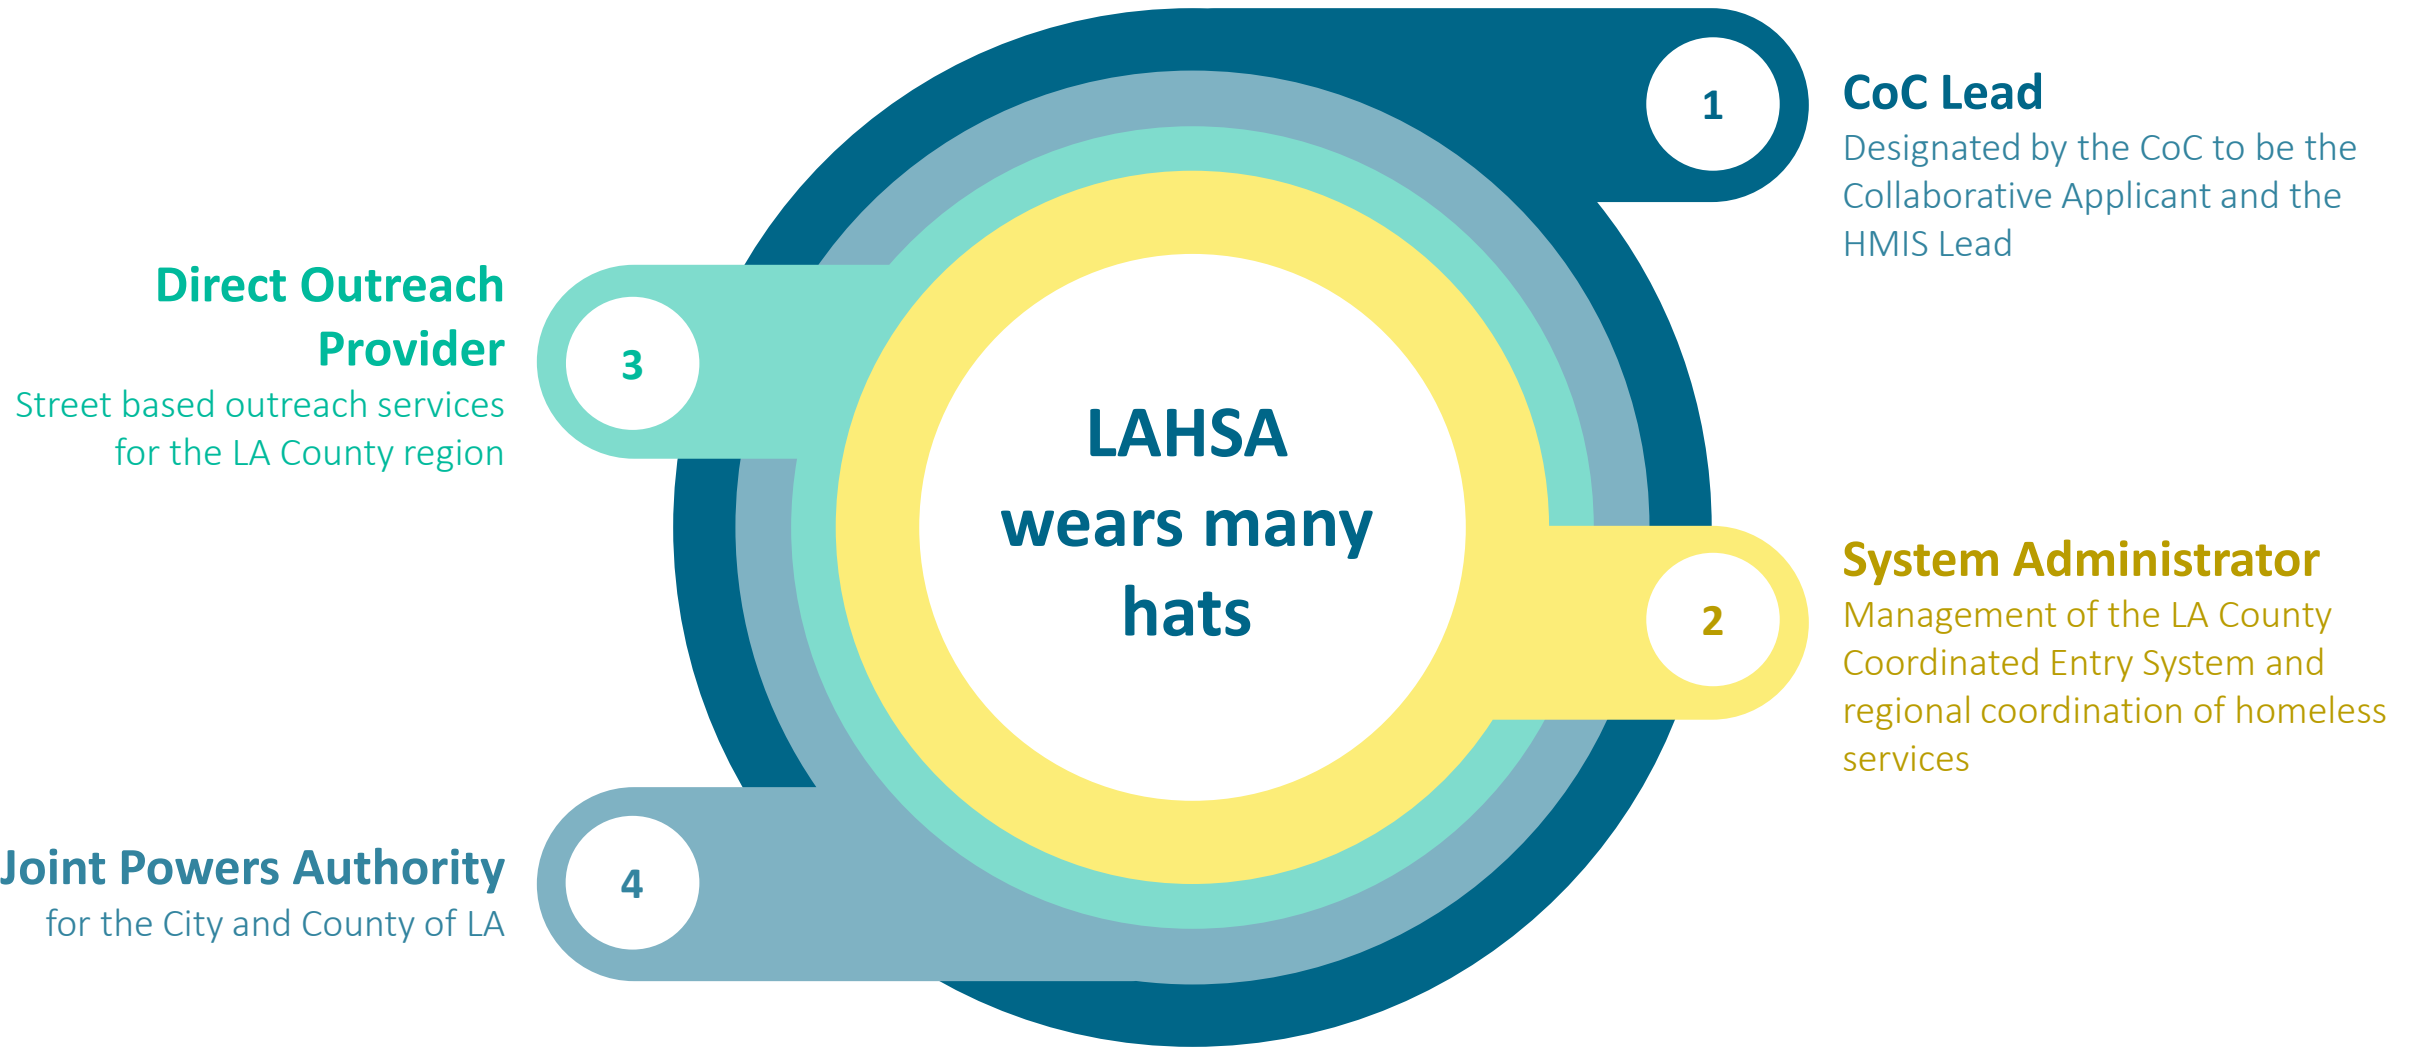 LAHSA
wears many
hats
1
CoC Lead
Designated by the CoC to be the
Collaborative Applicant and the
HMIS Lead
2
System Administrator
Management of the LA County
Coordinated Entry System and
regional coordination of homeless
services
3
Direct Outreach
Provider
Street based outreach services
for the LA County region
4
Joint Powers Authority
for the City and County of LA